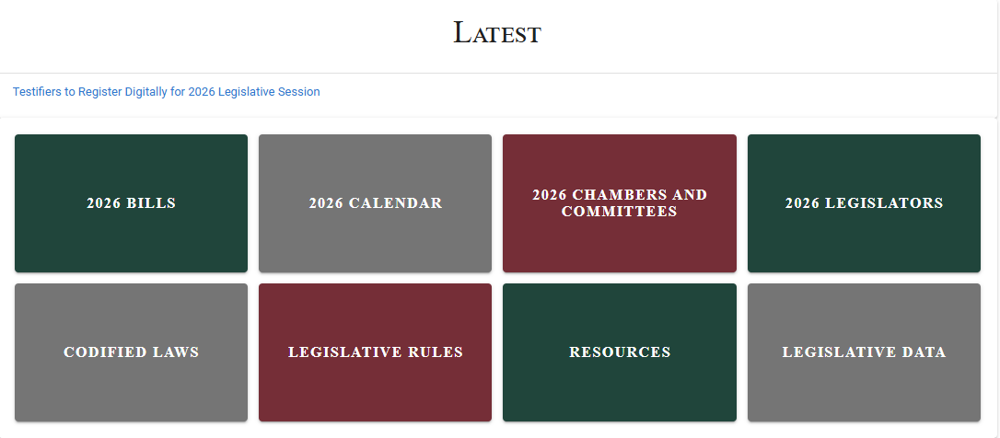 Latest
Testifiers to Register Digitally for 2026 Legislative Session
2026 BILLS
2026 CALENDAR
2026 CHAMBERS AND
COMMITTEES
2026 LEGISLATORS
CODIFIED LAWS
LEGISLATIVE RULES
RESOURCES
LEGISLATIVE DATA